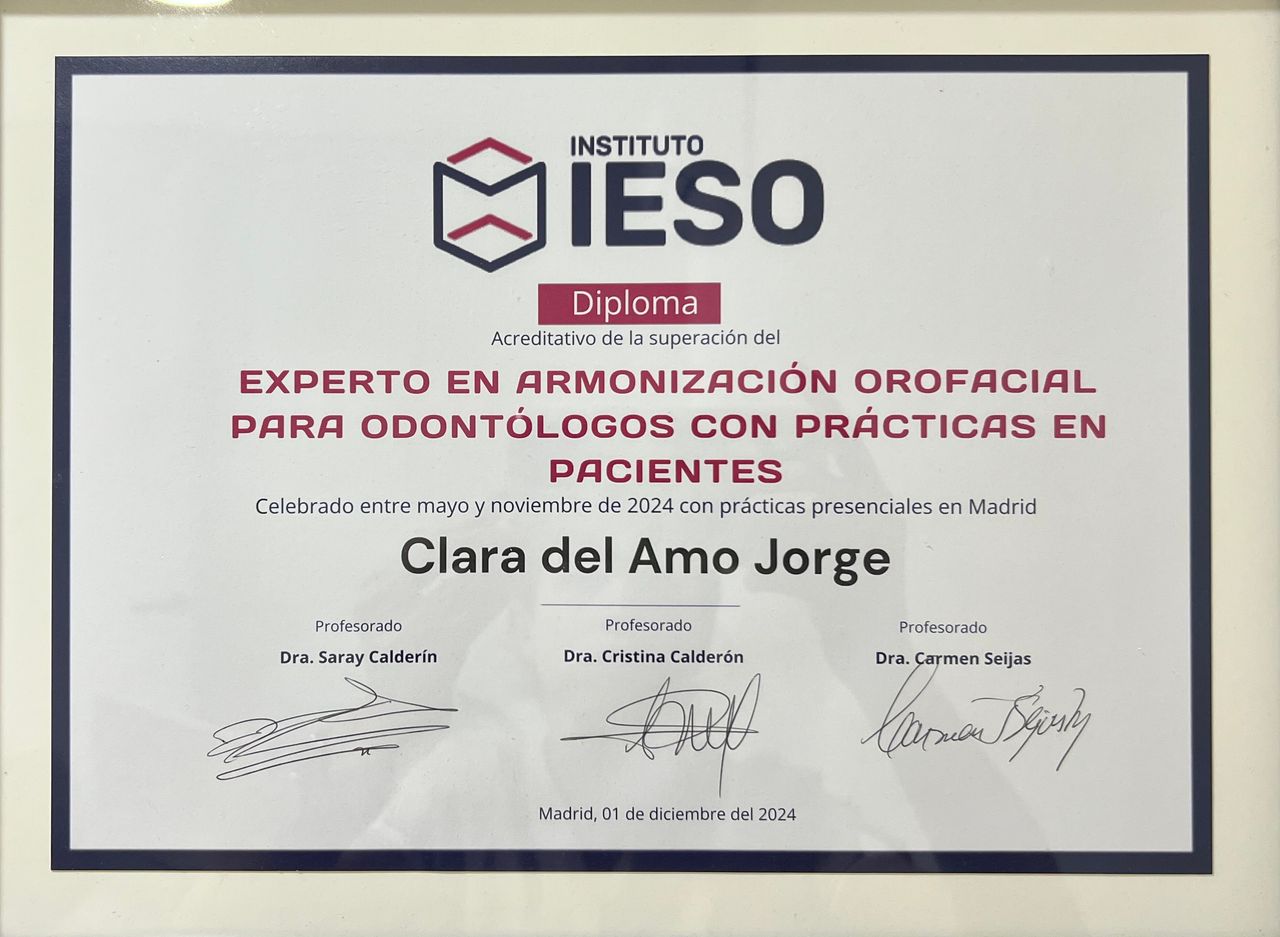 INSTITUTO
IESO
Diploma
Acreditativo de la superación del
EXPERTO EN ARMONIZACIÓN OROFACIAL
PARA ODONTÓLOGOS CON PRÁCTICAS EN
PACIENTES
Celebrado entre mayo y noviembre de 2024 con prácticas presenciales en Madrid
Clara del Amo Jorge
Profesorado
Dra. Saray Calderín
Profesorado
Dra. Cristina Calderón
Profesorado
Dra. Carmen Seijas
Madrid, 01 de diciembre del 2024